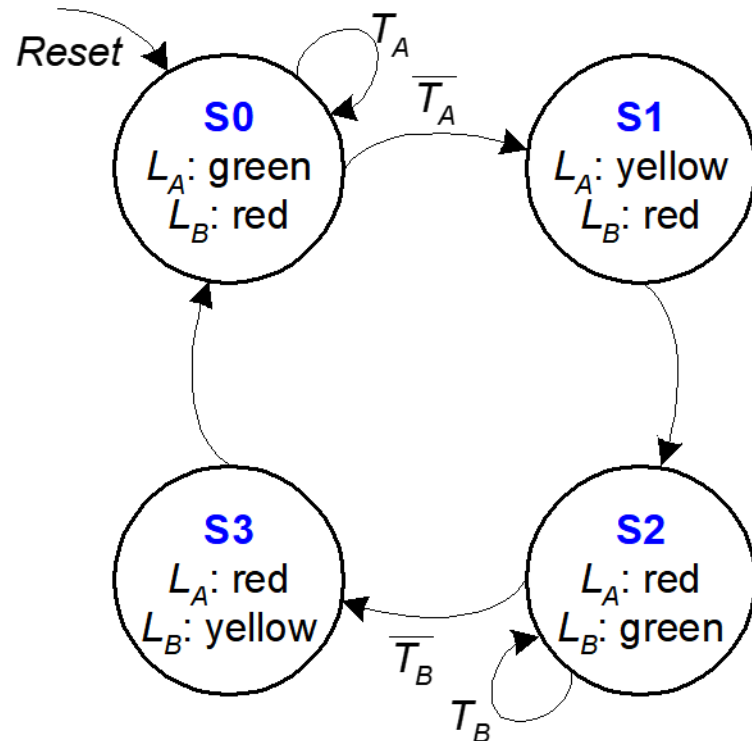 Reset
T_A
S0
L_A: green
L_B: red
T̅_A
S1
L_A: yellow
L_B: red
S3
L_A: red
L_B: yellow
T̅_B
S2
L_A: red
L_B: green
T_B